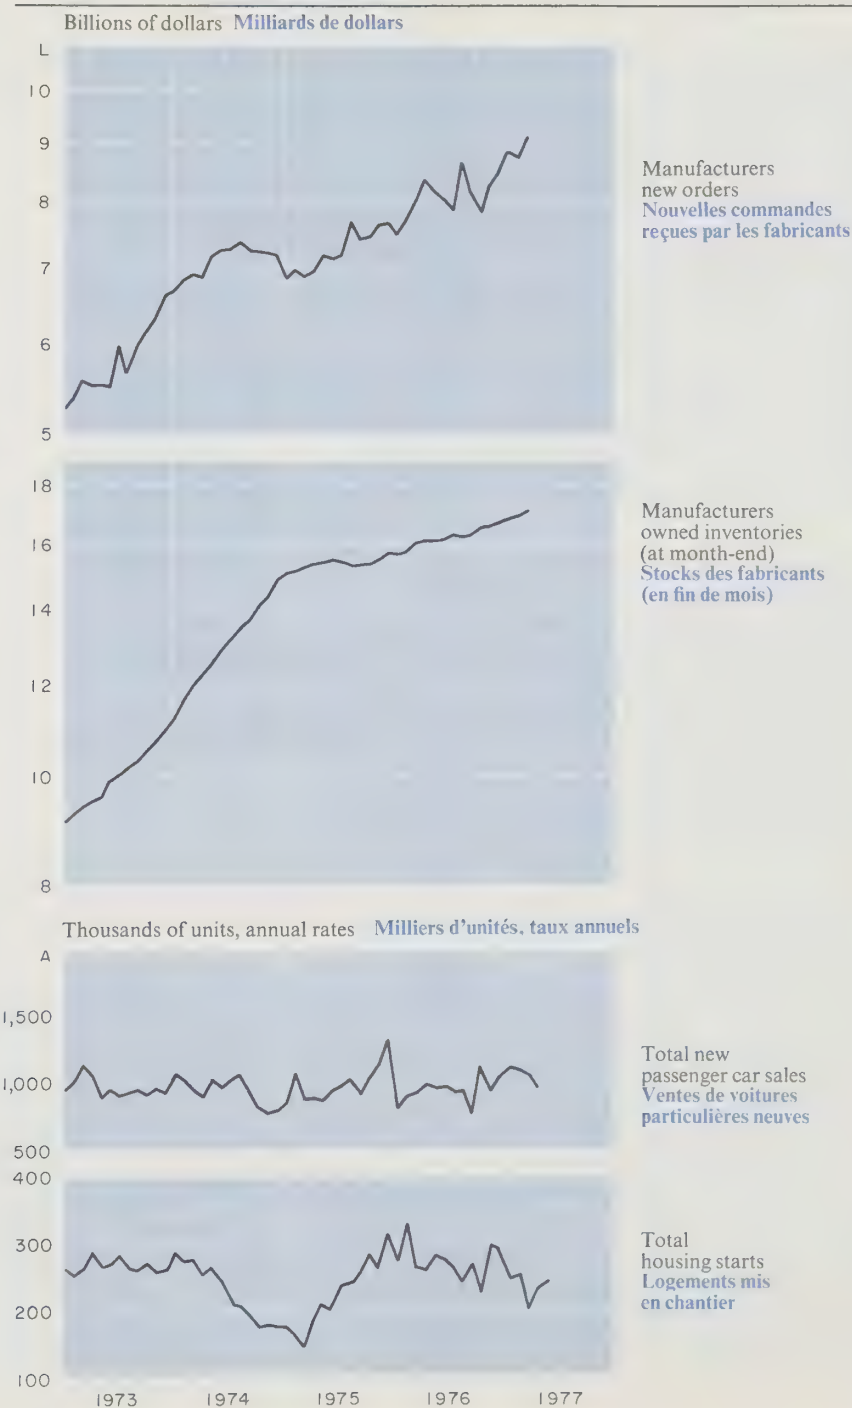 Billions of dollars Milliards de dollars
L
10
9
8
7
6
5
Manufacturers
new orders
Nouvelles commandes
reçues par les fabricants
18
16
14
12
10
8
Manufacturers
owned inventories
(at month-end)
Stocks des fabricants
(en fin de mois)
Thousands of units, annual rates Milliers d'unités, taux annuels
A
1,500
1,000
500
Total new
passenger car sales
Ventes de voitures
particulières neuves
400
300
200
100
Total
housing starts
Logements mis
en chantier
1973 1974 1975 1976 1977